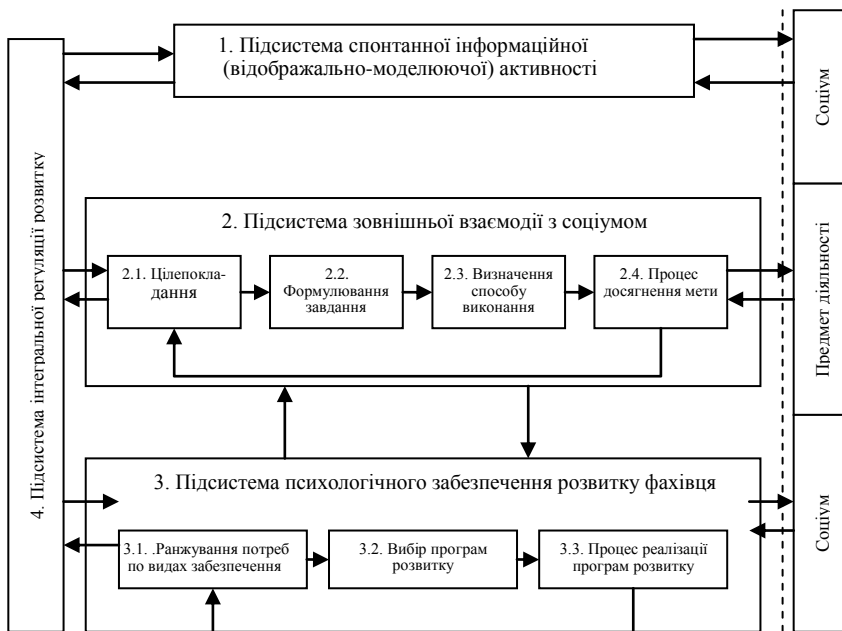 1. Підсистема спонтанної інформаційної
(відображально-моделюючої) активності
4. Підсистема інтегральної регуляції розвитку
Соціум
2. Підсистема зовнішньої взаємодії з соціумом
2.1. Цілепокла-
дання
2.2.
Формулювання
завдання
2.3. Визначення
способу
виконання
2.4. Процес
досягнення мети
Предмет діяльності
3. Підсистема психологічного забезпечення розвитку фахівця
3.1. .Ранжування потреб
по видах забезпечення
3.2. Вибір програм
розвитку
3.3. Процес реалізації
програм розвитку
Соціум